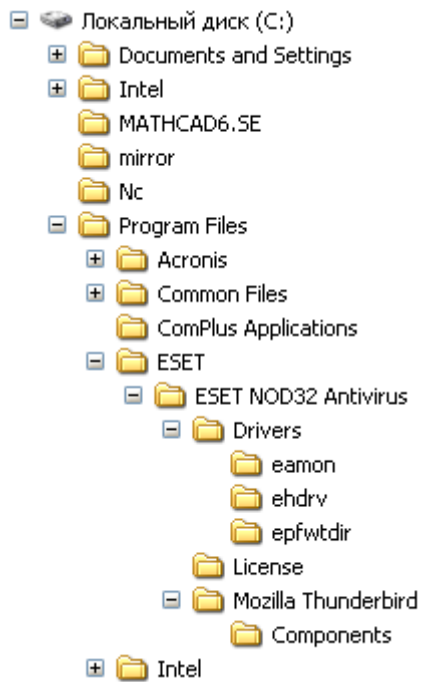 Локальный диск (C:)
Documents and Settings
Intel
MATHCAD6.SE
mirror
Nc
Program Files
Acronis
Common Files
ComPlus Applications
ESET
ESET NOD32 Antivirus
Drivers
eamon
ehdrv
epfwtdir
License
Mozilla Thunderbird
Components
Intel